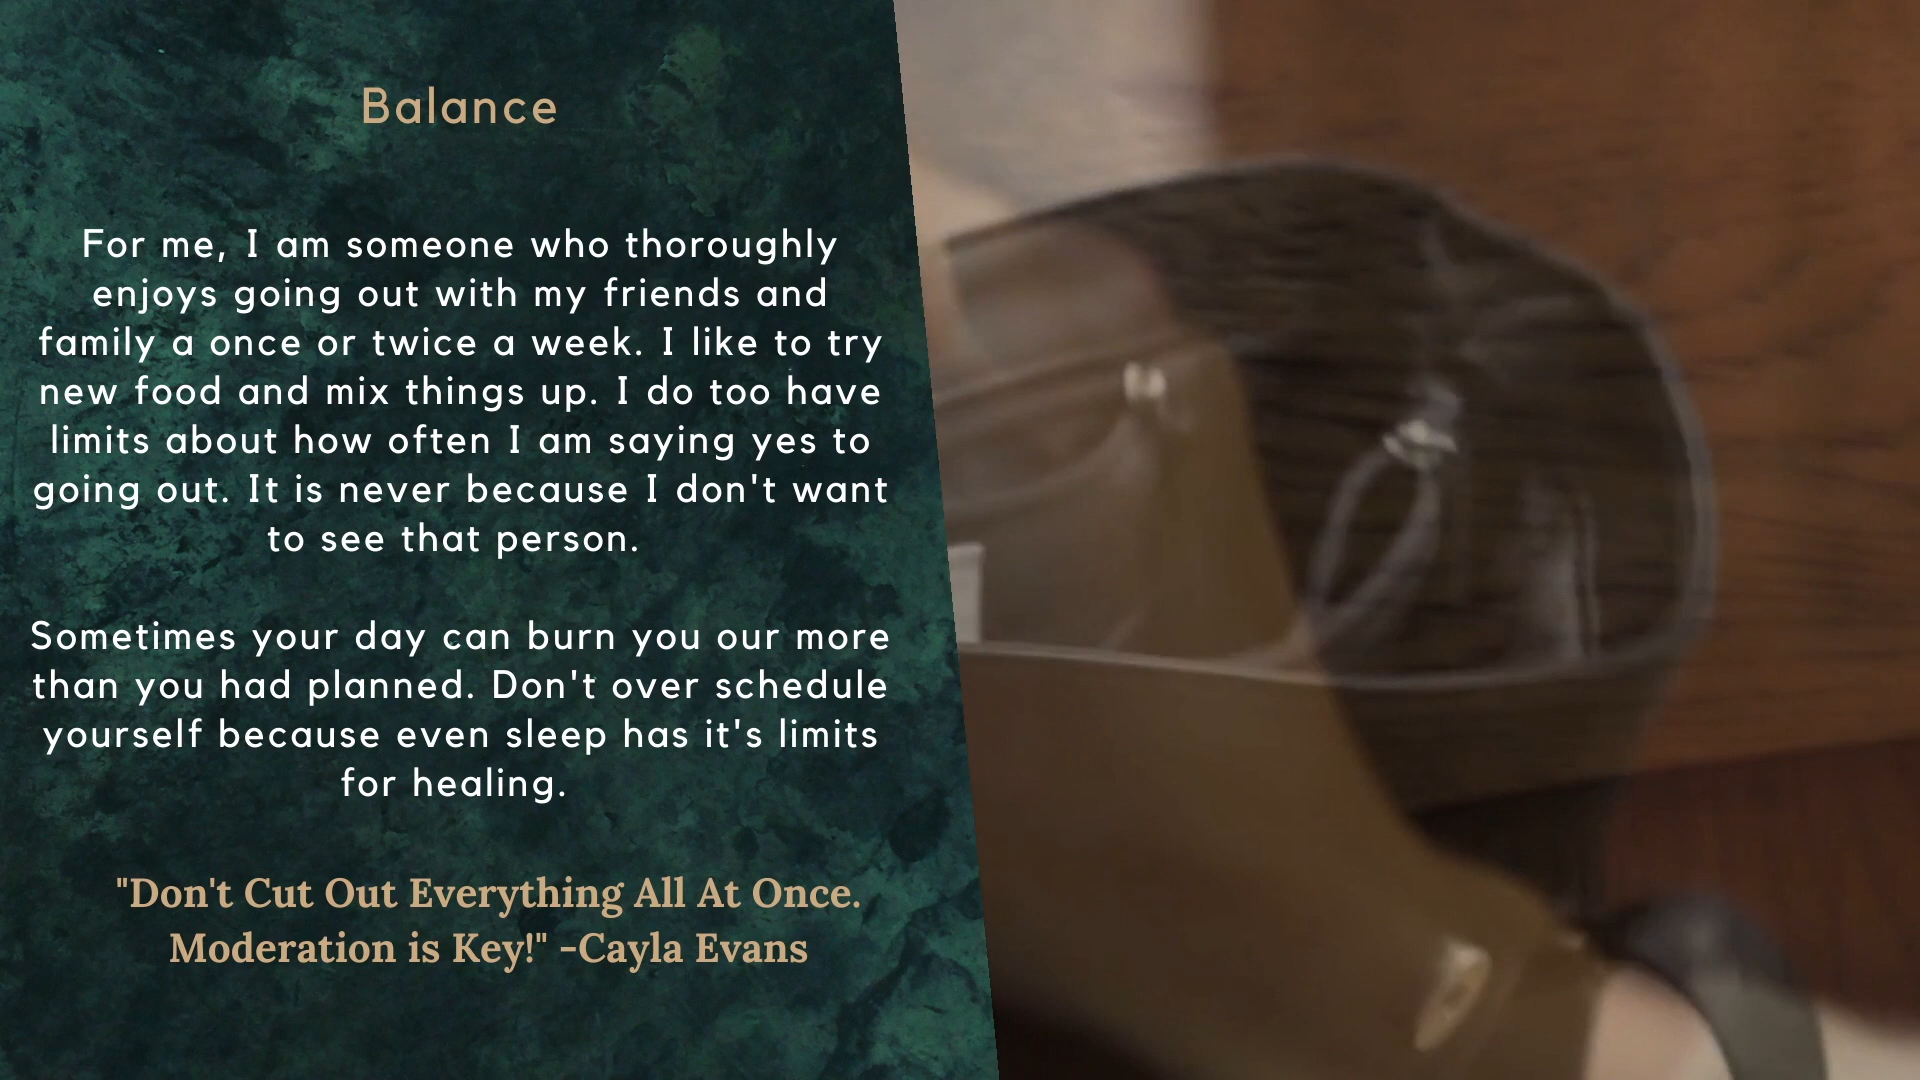 Balance
For me, I am someone who thoroughly
enjoys going out with my friends and
family a once or twice a week. I like to try
new food and mix things up. I do too have
limits about how often I am saying yes to
going out. It is never because I don't want
to see that person.
Sometimes your day can burn you our more
than you had planned. Don't over schedule
yourself because even sleep has it's limits
for healing.
"Don't Cut Out Everything All At Once.
Moderation is Key!" -Cayla Evans